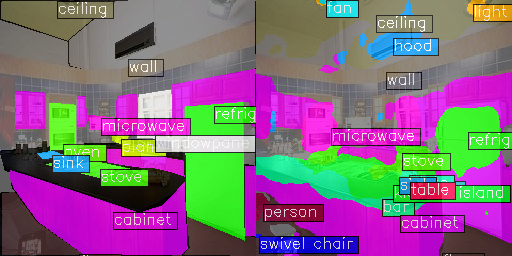 ceiling
wall
refrig
microwave
windowpane
oven
sink
stove
cabinet
fan
light
ceiling
hood
wall
microwave
refrig
stove
table
island
bar
person
cabinet
swivel chair